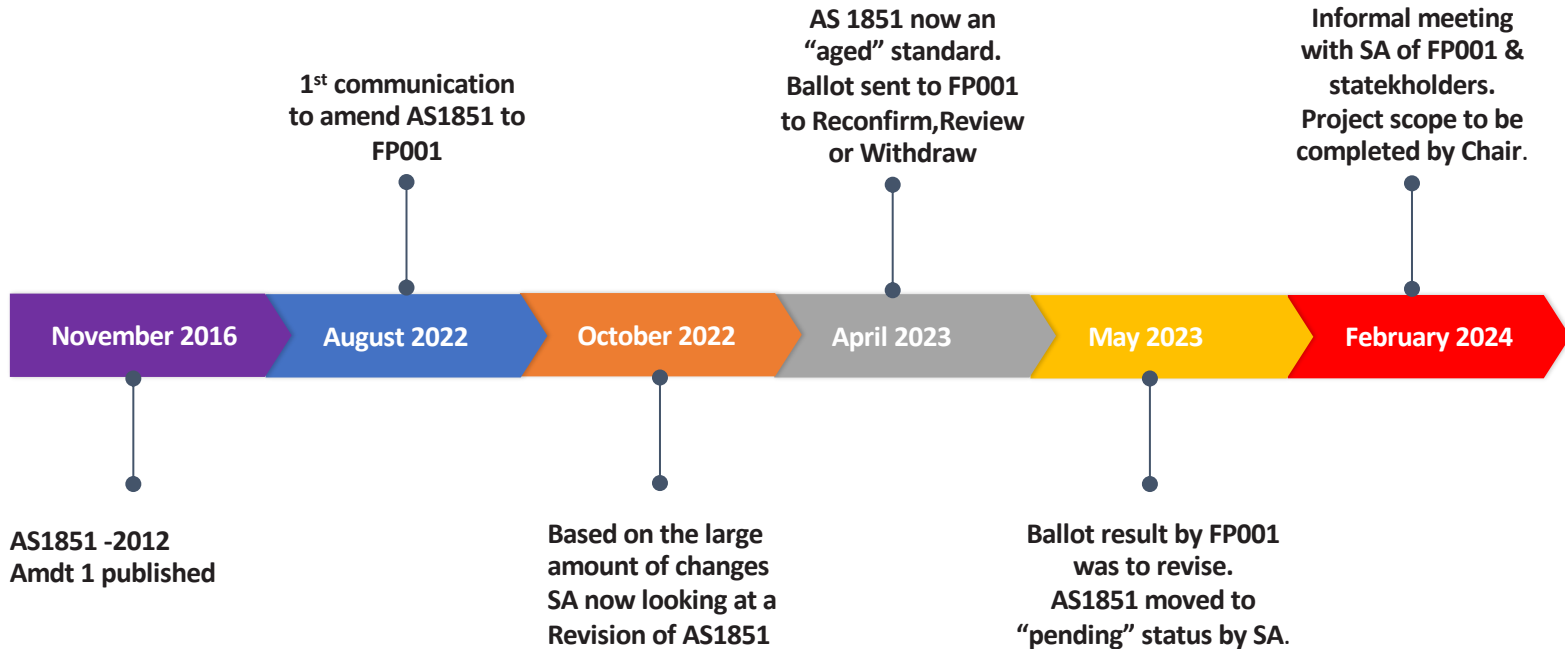 1st communication
to amend AS1851 to
FP001
AS 1851 now an
“aged” standard.
Ballot sent to FP001
to Reconfirm,Review
or Withdraw
Informal meeting
with SA of FP001 &
statekholders.
Project scope to be
completed by Chair.
November 2016
August 2022
October 2022
April 2023
May 2023
February 2024
AS1851 -2012
Amdt 1 published
Based on the large
amount of changes
SA now looking at a
Revision of AS1851
Ballot result by FP001
was to revise.
AS1851 moved to
“pending” status by SA.